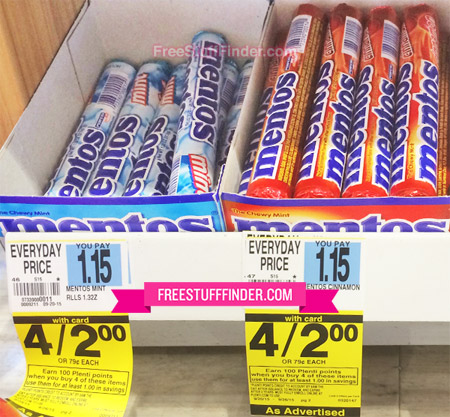 FreeStuffFinder.com
mentos
mint
mentos
mentos
mentos
mentos
mentos
mentos
The Chewy Mint
mentos
The Chewy Mint
mentos
EVERYDAY
PRICE
YOU PAY
1.15
MENTOS MINT
RLLS 1.32Z
EVERYDAY
PRICE
YOU PAY
1.15
MENTOS CINNAMON
FREESTUFFFINDER.COM
with card
4/2.00
OR 79¢ EACH
Earn 100 Plenti points
when you buy 4 of these items
use them for at least 1.00 in savings
with card
4/2.00
OR 79¢ EACH
Earn 100 Plenti points
when you buy 4 of these items
use them for at least 1.00 in savings
As Advertised